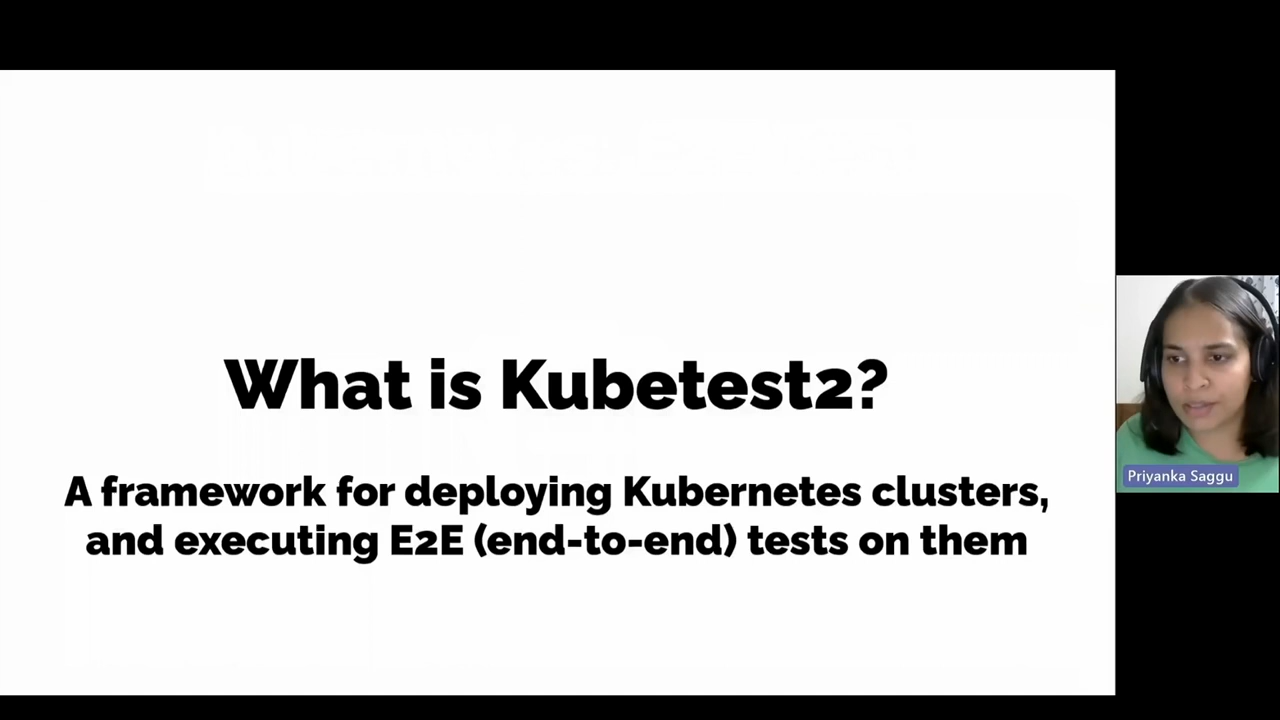 What is Kubetest2?
A framework for deploying Kubernetes clusters,
and executing E2E (end-to-end) tests on them
Priyanka Saggu